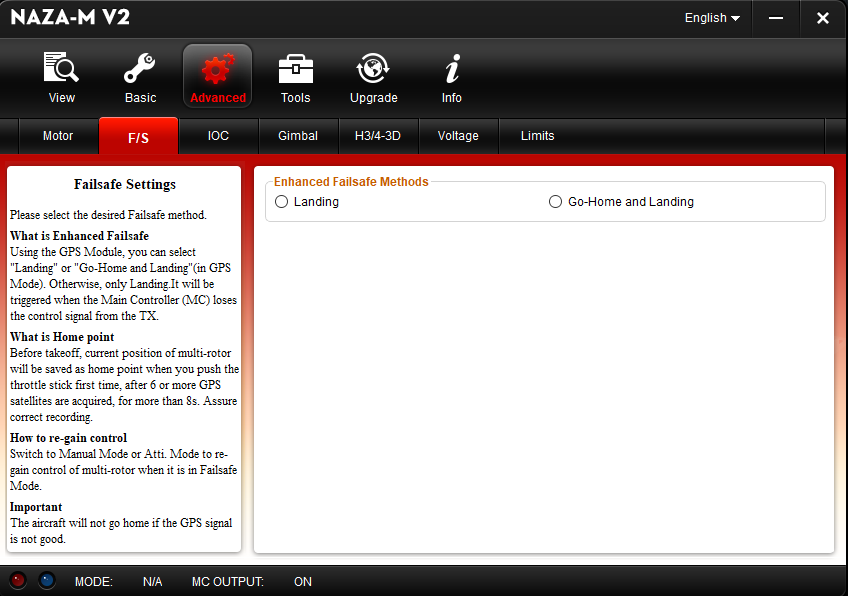 NAZA-M V2
English
View
Basic
Advanced
Tools
Upgrade
Info
Motor
F/S
IOC
Gimbal
H3/4-3D
Voltage
Limits
Failsafe Settings
Please select the desired Failsafe method.
What is Enhanced Failsafe
Using the GPS Module, you can select
"Landing" or "Go-Home and Landing"(in GPS
Mode). Otherwise, only Landing.It will be
triggered when the Main Controller (MC) loses
the control signal from the TX.
What is Home point
Before takeoff, current position of multi-rotor
will be saved as home point when you push the
throttle stick first time, after 6 or more GPS
satellites are acquired, for more than 8s. Assure
correct recording.
How to re-gain control
Switch to Manual Mode or Atti. Mode to re-
gain control of multi-rotor when it is in Failsafe
Mode.
Important
The aircraft will not go home if the GPS signal
is not good.
Enhanced Failsafe Methods
Landing
Go-Home and Landing
MODE: N/A MC OUTPUT: ON